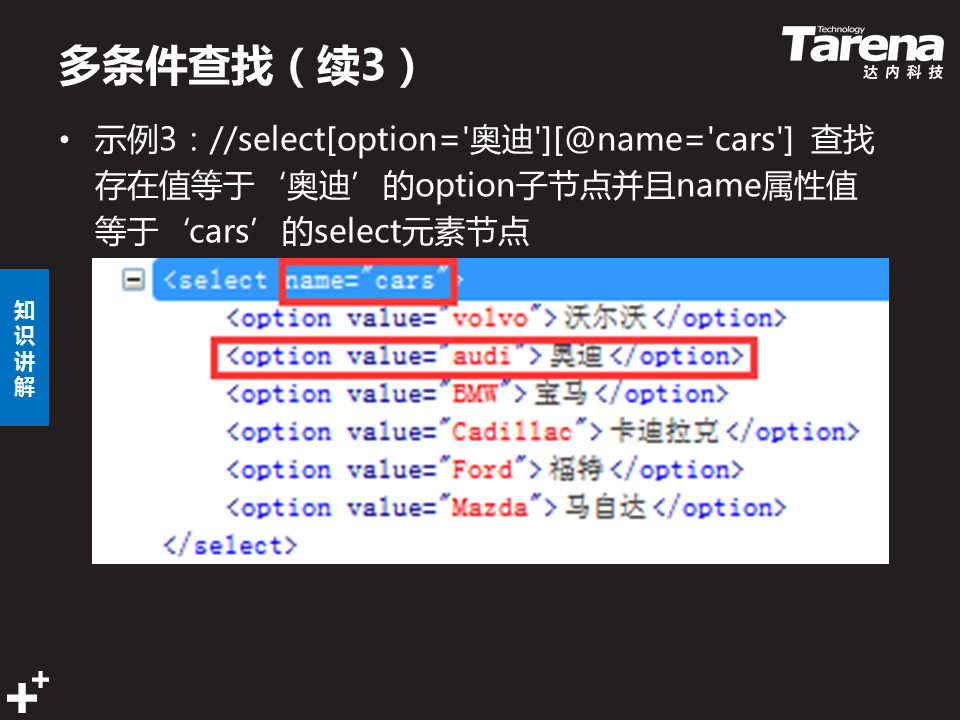 多条件查找（续3）
Technology
Tarena
达内科技
• 示例3：//select[option='奥迪'][@name='cars'] 查找
存在值等于‘奥迪’的option子节点并且name属性值
等于‘cars’的select元素节点
知识讲解
<select name="cars">
<option value="volvo">沃尔沃</option>
<option value="audi">奥迪</option>
<option value="BMW">宝马</option>
<option value="Cadillac">卡迪拉克</option>
<option value="Ford">福特</option>
<option value="Mazda">马自达</option>
</select>